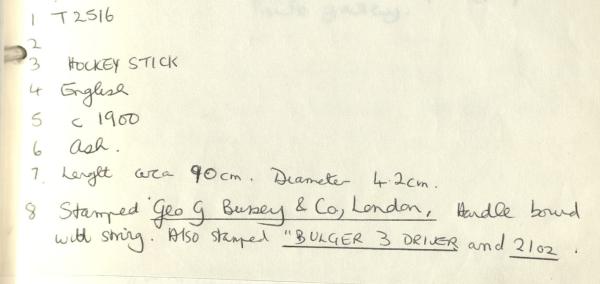 1 T2516
2
3 HOCKEY STICK
4 English
5 c 1900
6 Ash.
7. Lenght circa 90cm. Diameter 4.2cm.
8 Stamped Geo G Bussey & Co, London, Handle bound
with string. Also stamped "BULGER 3 DRIVER and 21oz.